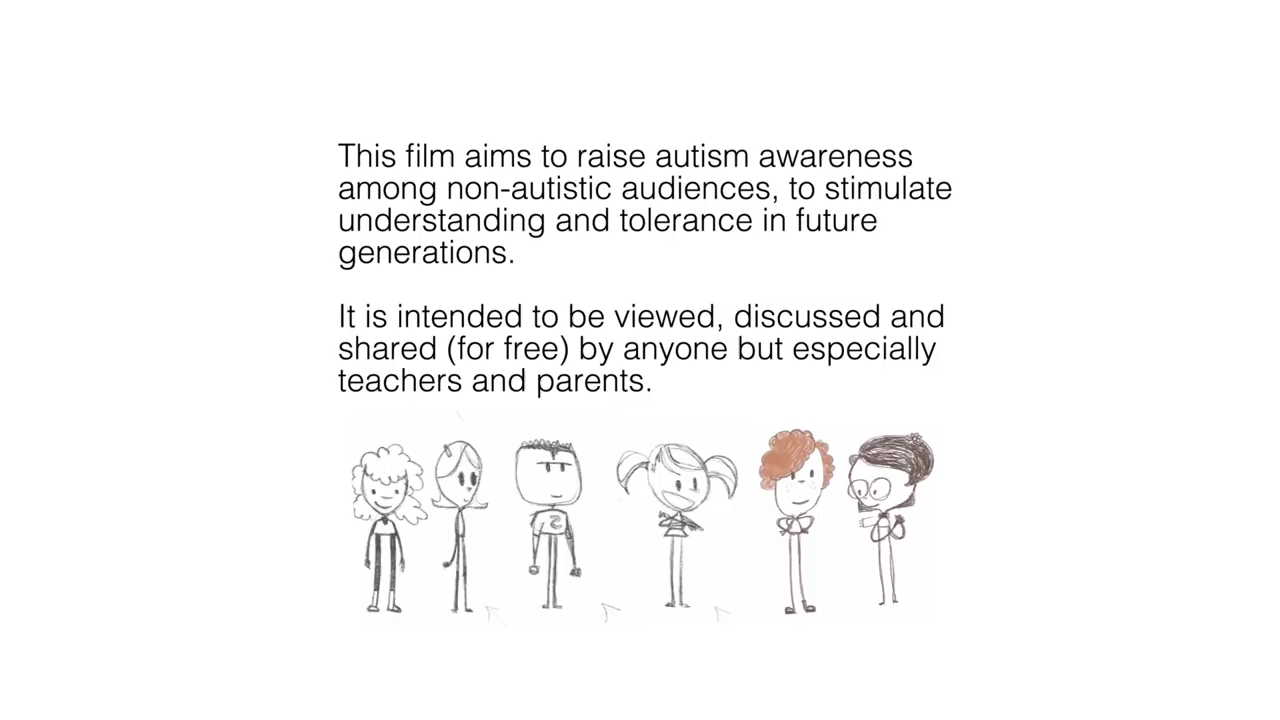 This film aims to raise autism awareness
among non-autistic audiences, to stimulate
understanding and tolerance in future
generations.
It is intended to be viewed, discussed and
shared (for free) by anyone but especially
teachers and parents.
2